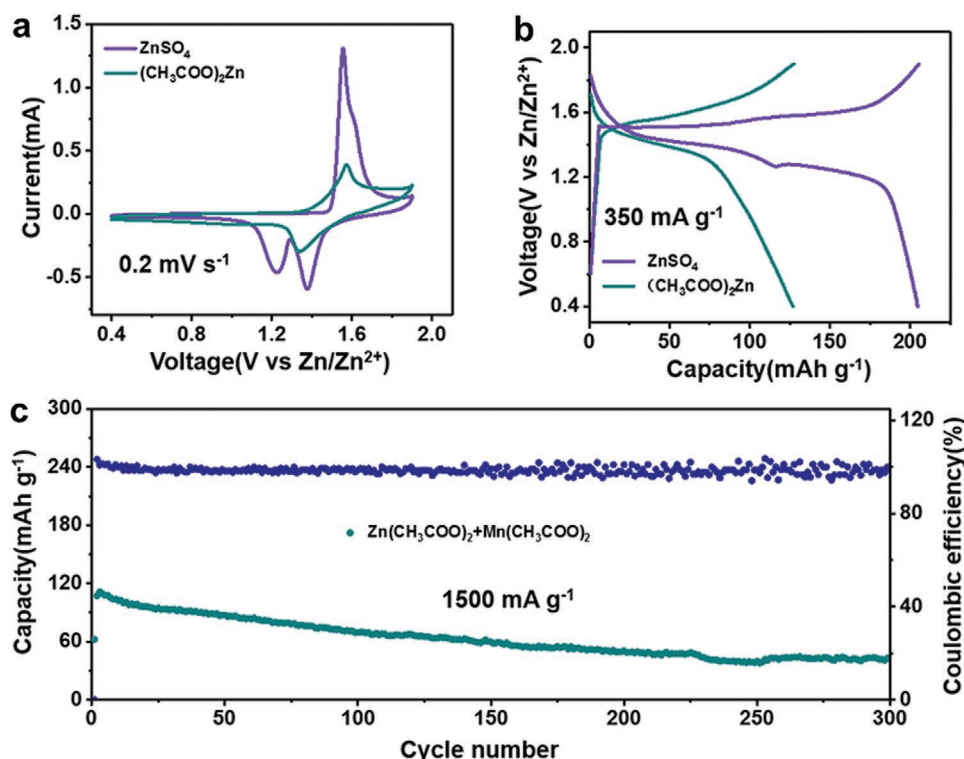 a
1.5
1.0
0.5
0.0
-0.5
Current(mA)
ZnSO₄
(CH₃COO)₂Zn
0.2 mV s⁻¹
0.4 0.8 1.2 1.6 2.0
Voltage(V vs Zn/Zn²⁺)
b
2.0
1.6
1.2
0.8
0.4
Voltage(V vs Zn/Zn²⁺)
350 mA g⁻¹
ZnSO₄
(CH₃COO)₂Zn
0 50 100 150 200
Capacity(mAh g⁻¹)
c
300
240
180
120
60
0
Capacity(mAh g⁻¹)
Zn(CH₃COO)₂+Mn(CH₃COO)₂
1500 mA g⁻¹
120
80
40
0
Coulombic efficiency(%)
0 50 100 150 200 250 300
Cycle number